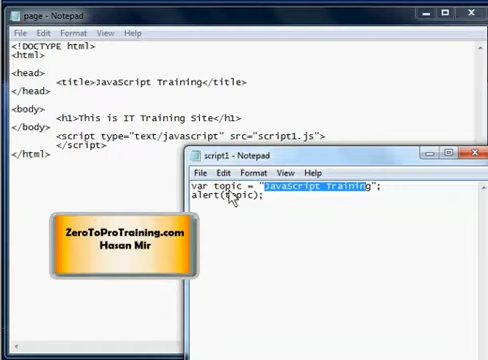 page - Notepad
File Edit Format View Help
<!DOCTYPE html>
<html>
<head>
<title>JavaScript Training</title>
</head>
<body>
<h1>This is IT Training Site</h1>
</body>
<script type="text/javascript" src="script1.js">
</script>
</html>
script1 - Notepad
File Edit Format View Help
var topic = "JavaScript Training";
alert(topic);
ZeroToProTraining.com
Hasan Mir